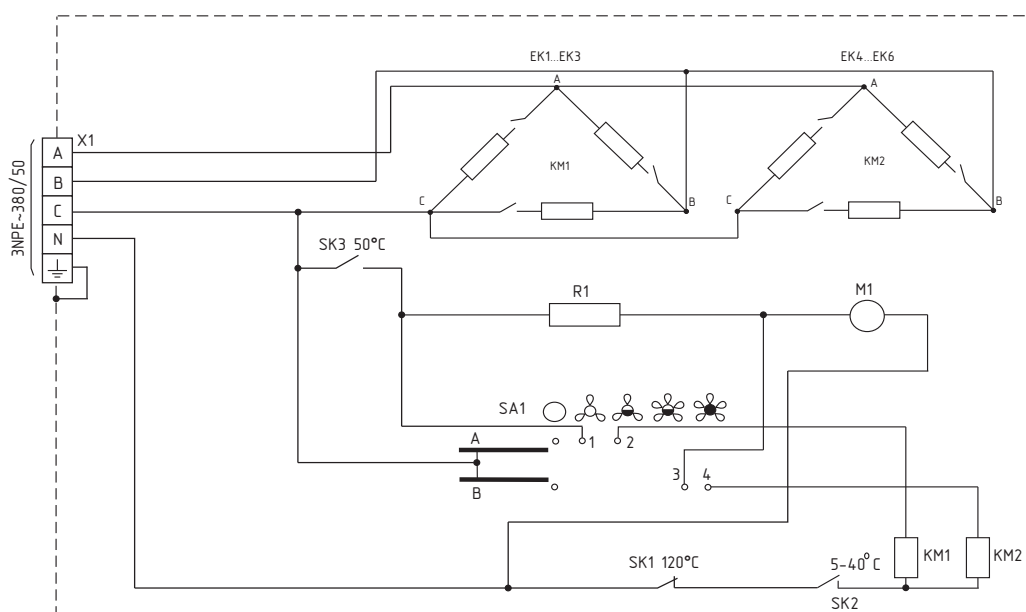 EK1...EK3
EK4...EK6
A
A
3NPE~380/50
X1
A
B
C
N
KM1
KM2
C
B
C
B
SK3 50°C
R1
M1
SA1
A
1
2
B
3
4
SK1 120°C
5-40°C
SK2
KM1
KM2